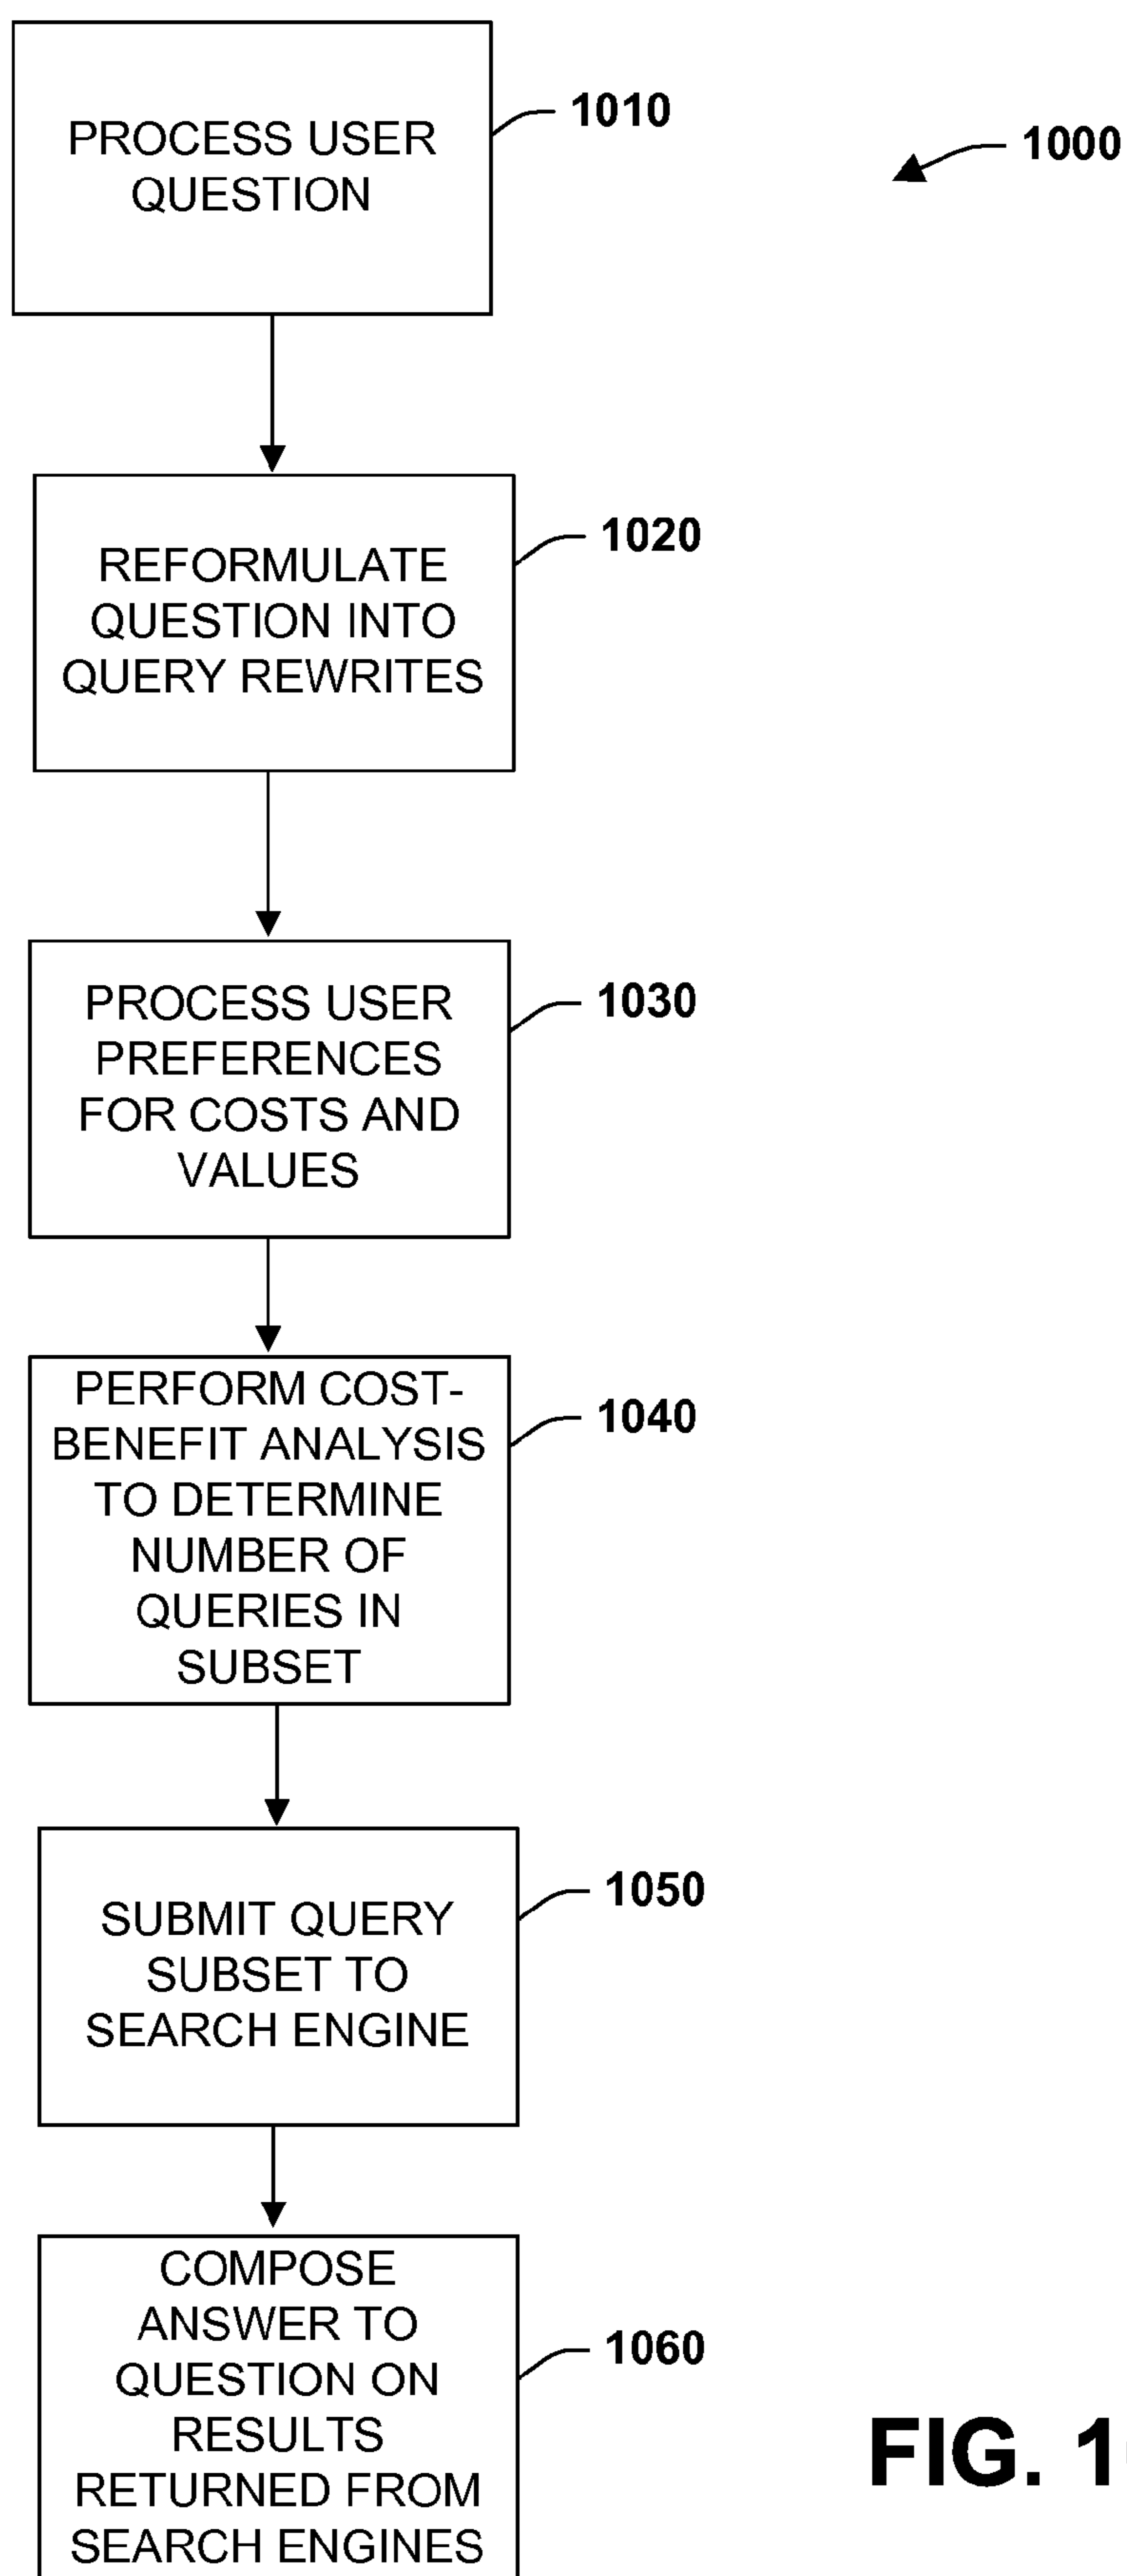 PROCESS USER
QUESTION
1010
1000
REFORMULATE
QUESTION INTO
QUERY REWRITES
1020
PROCESS USER
PREFERENCES
FOR COSTS AND
VALUES
1030
PERFORM COST-
BENEFIT ANALYSIS
TO DETERMINE
NUMBER OF
QUERIES IN
SUBSET
1040
SUBMIT QUERY
SUBSET TO
SEARCH ENGINE
1050
COMPOSE
ANSWER TO
QUESTION ON
RESULTS
RETURNED FROM
SEARCH ENGINES
1060
FIG.